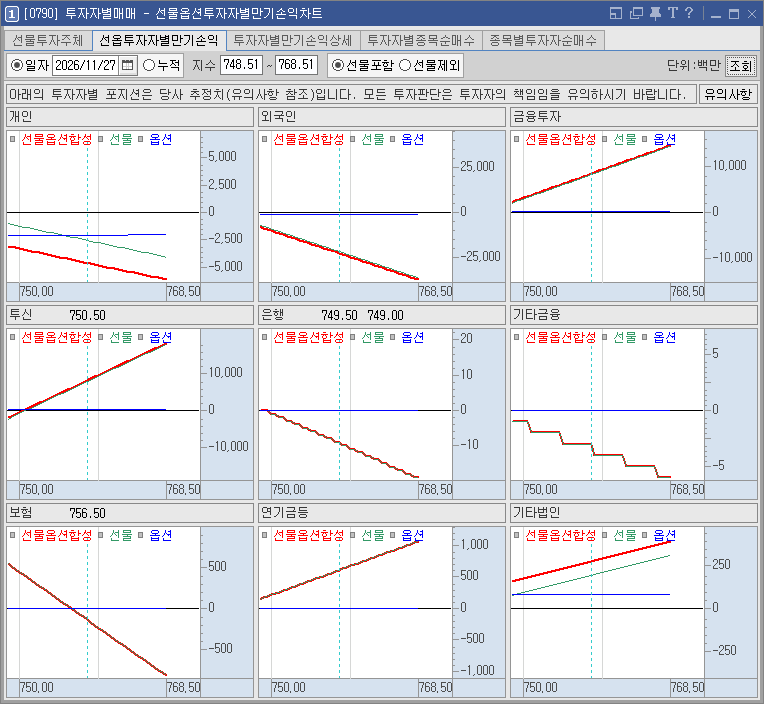 1 [0790] 투자자별매매 - 선물옵션투자자별만기손익차트 T ?
선물투자주체 선옵투자자별만기손익 투자자별만기손익상세 투자자별종목순매수 종목별투자자순매수
일자 2026/11/27 누적 지수 748.51 ~ 768.51 선물포함 선물제외 단위:백만 조회
아래의 투자자별 포지션은 당사 추정치(유의사항 참조)입니다. 모든 투자판단은 투자자의 책임임을 유의하시기 바랍니다. 유의사항
개인
선물옵션합성 선물 옵션
5,000
2,500
0
-2,500
-5,000
750,00 768,50
외국인
선물옵션합성 선물 옵션
25,000
0
-25,000
750,00 768,50
금융투자
선물옵션합성 선물 옵션
10,000
0
-10,000
750,00 768,50
투신 750.50
선물옵션합성 선물 옵션
10,000
0
-10,000
750,00 768,50
은행 749.50 749.00
선물옵션합성 선물 옵션
20
10
0
-10
750,00 768,50
기타금융
선물옵션합성 선물 옵션
5
0
-5
750,00 768,50
보험 756.50
선물옵션합성 선물 옵션
500
0
-500
750,00 768,50
연기금등
선물옵션합성 선물 옵션
1,000
500
0
-500
-1,000
750,00 768,50
기타법인
선물옵션합성 선물 옵션
250
0
-250
750,00 768,50